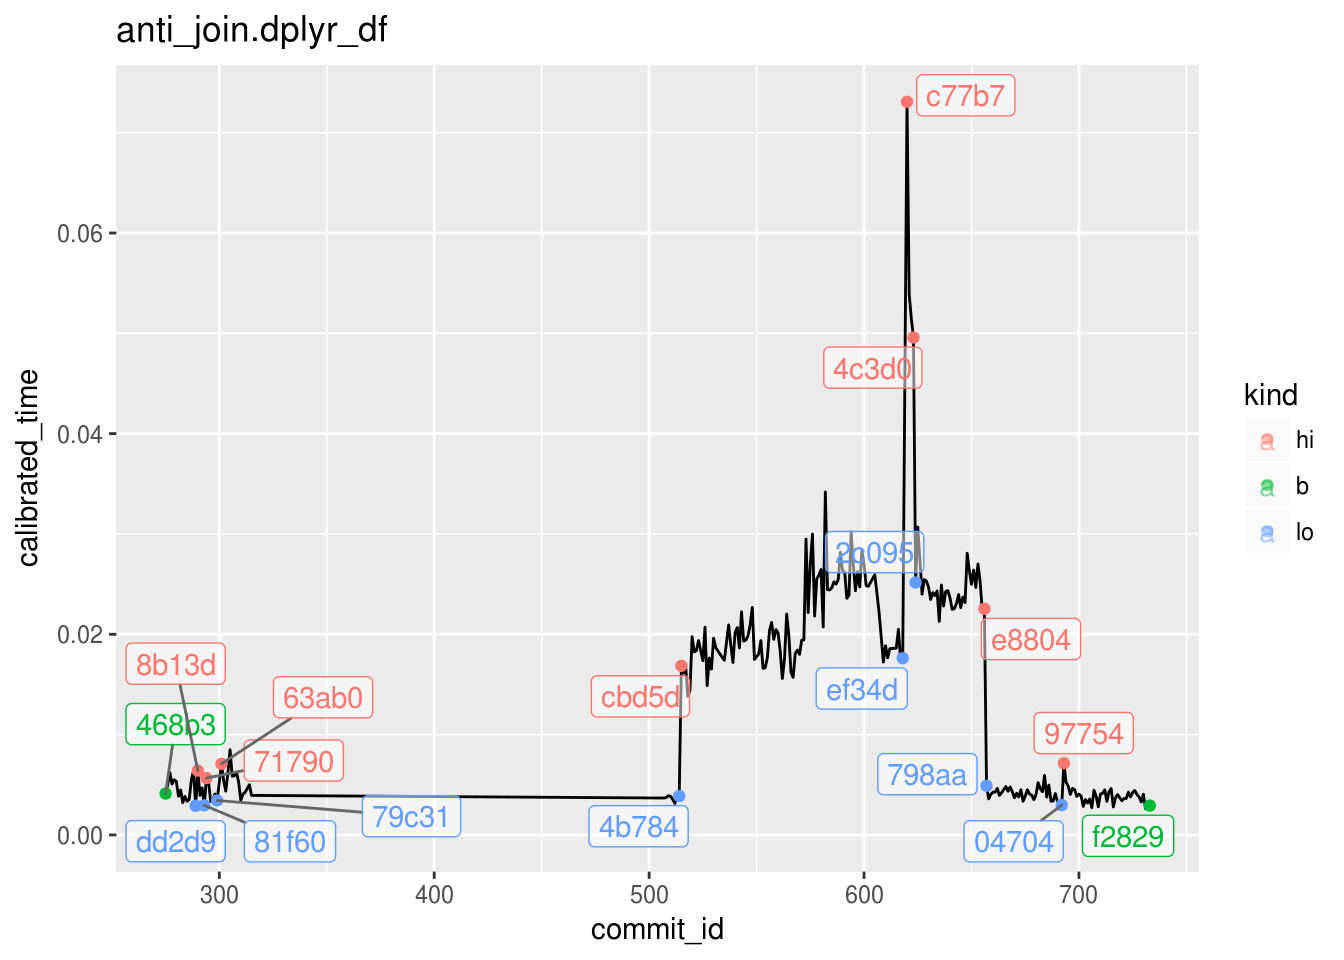 anti_join.dplyr_df
c77b7
0.06
4c3d0
kind
hi
b
lo
0.04
calibrated_time
2c095
0.02
e8804
8b13d
63ab0
cbd5d
ef34d
468b3
97754
71790
798aa
79c31
4b784
0.00
dd2d9
81f60
04704
f2829
300
400
500
600
700
commit_id